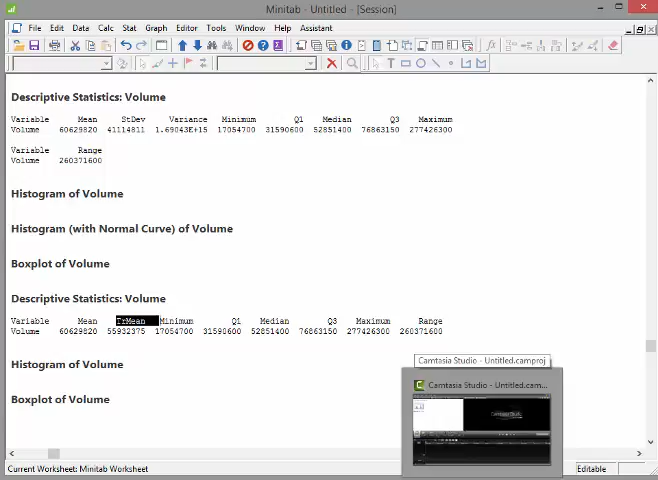 Minitab - Untitled - [Session]
File Edit Data Calc Stat Graph Editor Tools Window Help Assistant
Descriptive Statistics: Volume
Variable Mean StDev Variance Minimum Q1 Median Q3 Maximum
Volume 60629820 41114811 1.69043E+15 17054700 31590600 52851400 76863150 277426300
Variable Range
Volume 260371600
Histogram of Volume
Histogram (with Normal Curve) of Volume
Boxplot of Volume
Descriptive Statistics: Volume
Variable Mean TrMean Minimum Q1 Median Q3 Maximum Range
Volume 60629820 55932375 17054700 31590600 52851400 76863150 277426300 260371600
Histogram of Volume
Camtasia Studio - Untitled.camproj
Camtasia Studio - Untitled.cam...
Boxplot of Volume
Camtasia Studio
Current Worksheet: Minitab Worksheet
Editable